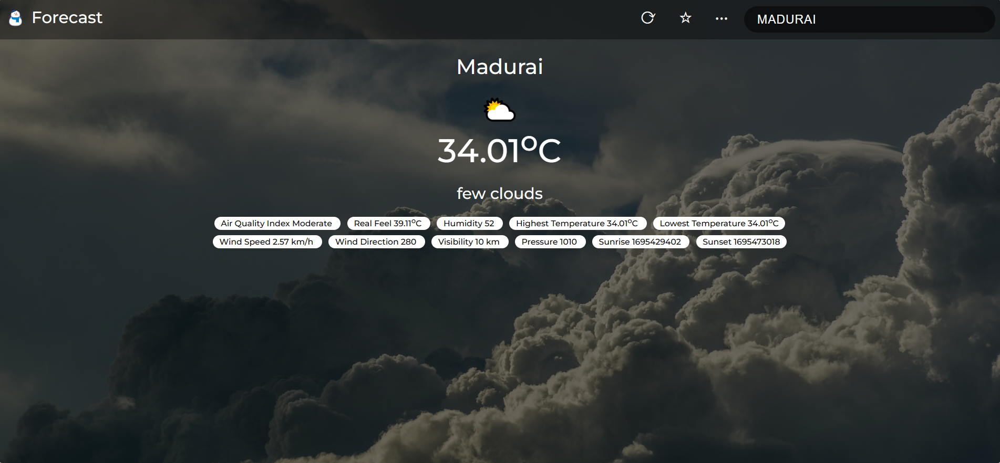 Forecast
MADURAI
Madurai
34.01°C
few clouds
Air Quality Index Moderate Real Feel 39.11°C Humidity 52 Highest Temperature 34.01°C Lowest Temperature 34.01°C
Wind Speed 2.57 km/h Wind Direction 280 Visibility 10 km Pressure 1010 Sunrise 1695429402 Sunset 1695473018